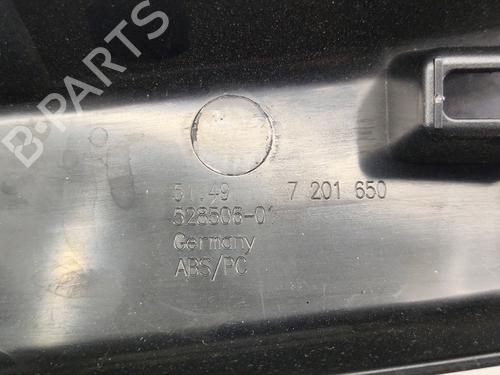 B-PARTS
51.49 7 201 650
528506-01
Germany
ABS/PC